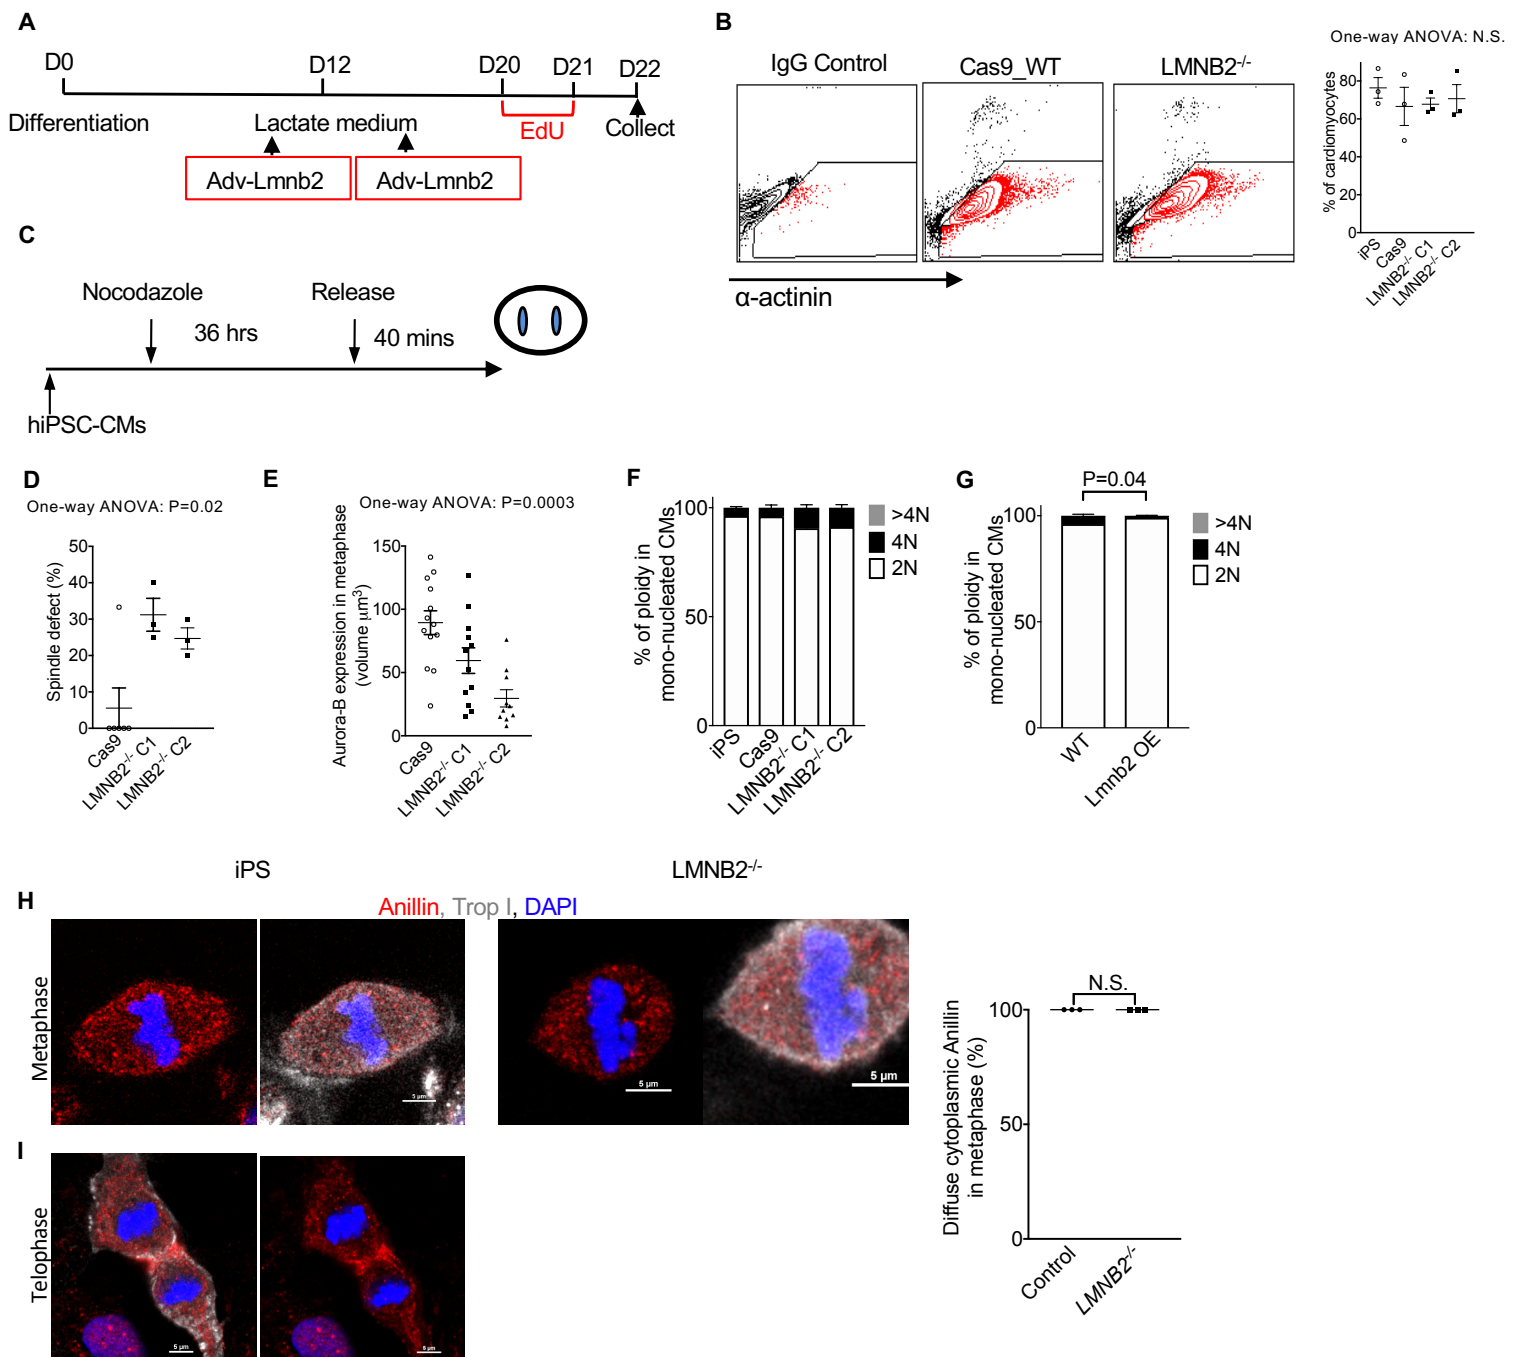 A
D0
D12
D20
D21
D22
Differentiation
Lactate medium
EdU
Collect
Adv-Lmnb2
Adv-Lmnb2
B
IgG Control
Cas9_WT
LMNB2-/-
α-actinin
One-way ANOVA: N.S.
% of cardiomyocytes
80
60
40
20
0
iPS
Cas9
LMNB2-/- C1
LMNB2-/- C2
C
Nocodazole
Release
36 hrs
40 mins
hiPSC-CMs
D
One-way ANOVA: P=0.02
Spindle defect (%)
50
40
30
20
10
0
Cas9
LMNB2-/- C1
LMNB2-/- C2
E
One-way ANOVA: P=0.0003
Aurora-B expression in metaphase
(volume μm3)
150
100
50
0
Cas9
LMNB2-/- C1
LMNB2-/- C2
F
% of ploidy in
mono-nucleated CMs
100
50
0
>4N
4N
2N
iPS
Cas9
LMNB2-/- C1
LMNB2-/- C2
G
P=0.04
% of ploidy in
mono-nucleated CMs
100
50
0
>4N
4N
2N
WT
Lmnb2 OE
iPS
LMNB2-/-
H
Anillin, Trop I, DAPI
Metaphase
5 μm
5 μm
5 μm
N.S.
Diffuse cytoplasmic Anillin
in metaphase (%)
100
50
0
Control
LMNB2-/-
I
Telophase
5 μm
5 μm